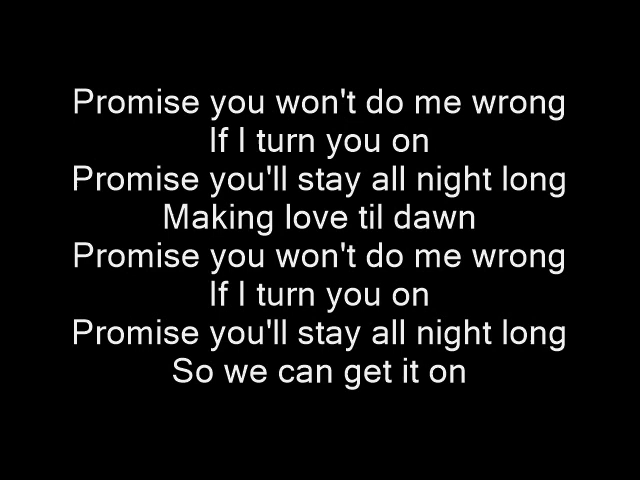 Promise you won't do me wrong
If I turn you on
Promise you'll stay all night long
Making love til dawn
Promise you won't do me wrong
If I turn you on
Promise you'll stay all night long
So we can get it on